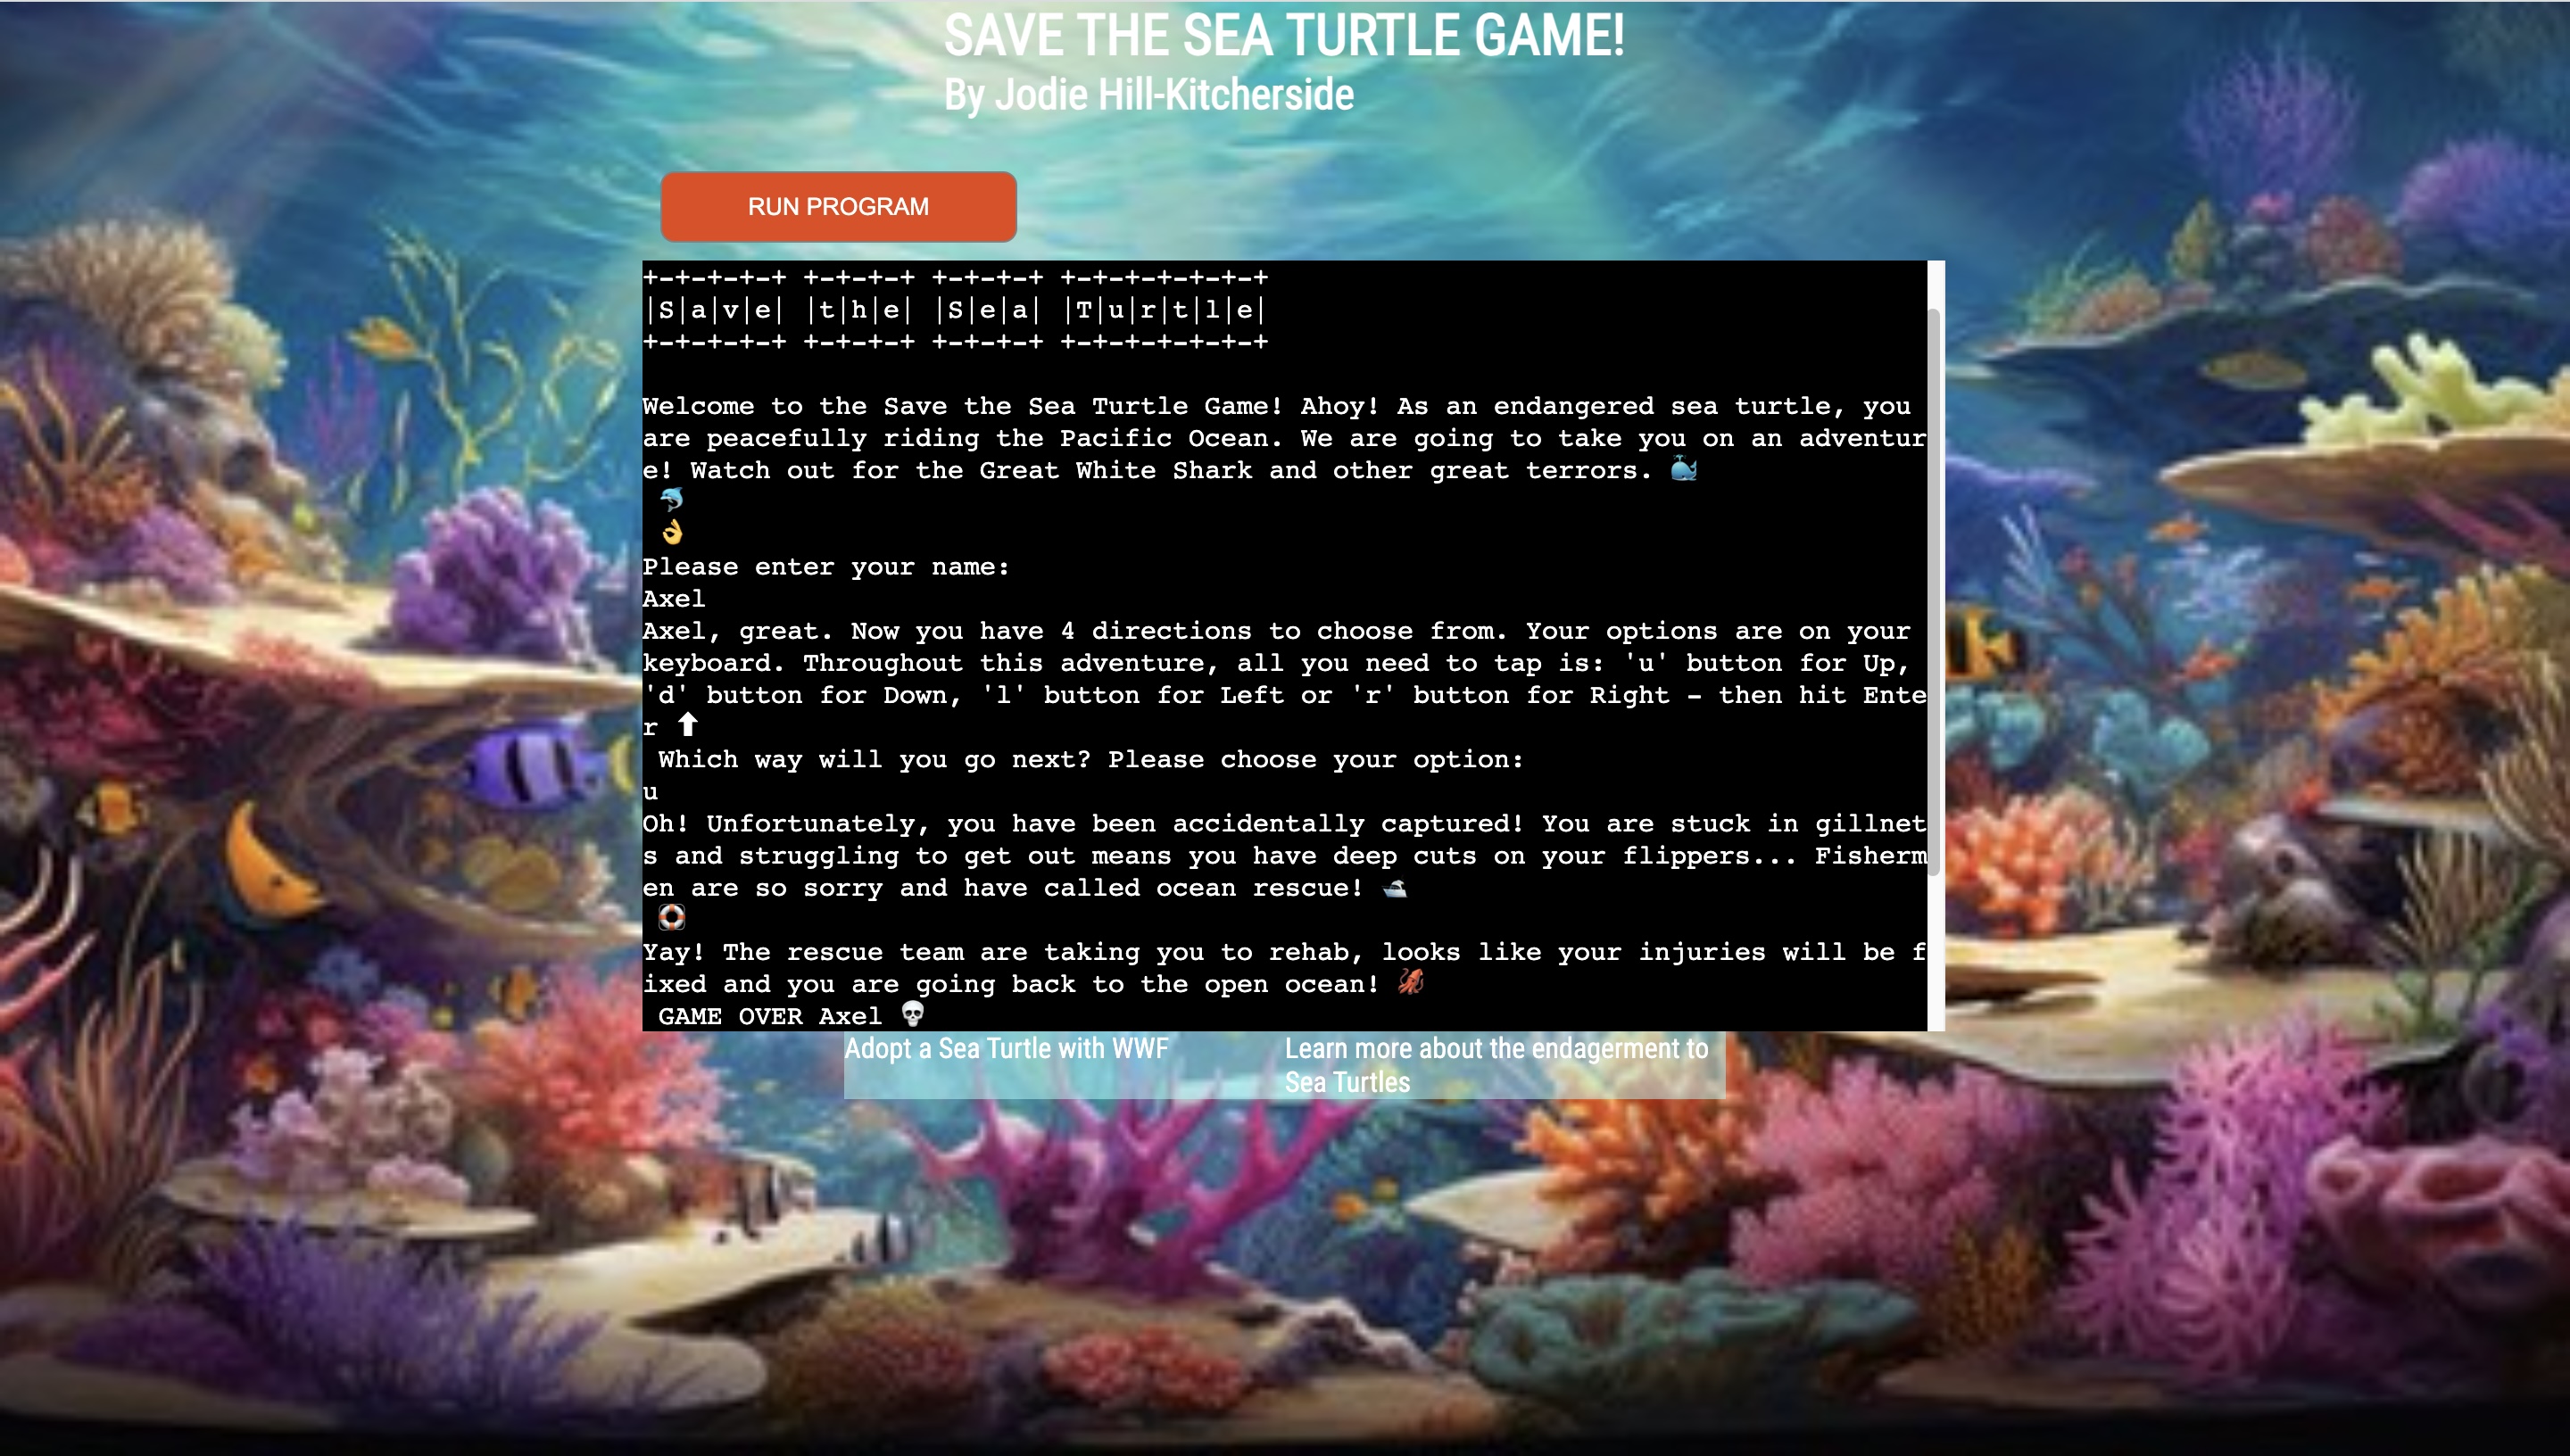 SAVE THE SEA TURTLE GAME!
By Jodie Hill-Kitcherside
RUN PROGRAM
+-+-+-+-+ +-+-+-+ +-+-+-+ +-+-+-+-+-+-+
|S|a|v|e| |t|h|e| |S|e|a| |T|u|r|t|l|e|
+-+-+-+-+ +-+-+-+ +-+-+-+ +-+-+-+-+-+-+
Welcome to the Save the Sea Turtle Game! Ahoy! As an endangered sea turtle, you
are peacefully riding the Pacific Ocean. We are going to take you on an adventur
e! Watch out for the Great White Shark and other great terrors. 🐳
🐬
👌
Please enter your name:
Axel
Axel, great. Now you have 4 directions to choose from. Your options are on your
keyboard. Throughout this adventure, all you need to tap is: 'u' button for Up,
'd' button for Down, 'l' button for Left or 'r' button for Right - then hit Ente
r ⬆
Which way will you go next? Please choose your option:
u
Oh! Unfortunately, you have been accidentally captured! You are stuck in gillnet
s and struggling to get out means you have deep cuts on your flippers... Fisherm
en are so sorry and have called ocean rescue! 🛥
🛟
Yay! The rescue team are taking you to rehab, looks like your injuries will be f
ixed and you are going back to the open ocean! 🦑
GAME OVER Axel 💀
Adopt a Sea Turtle with WWF
Learn more about the endagerment to
Sea Turtles